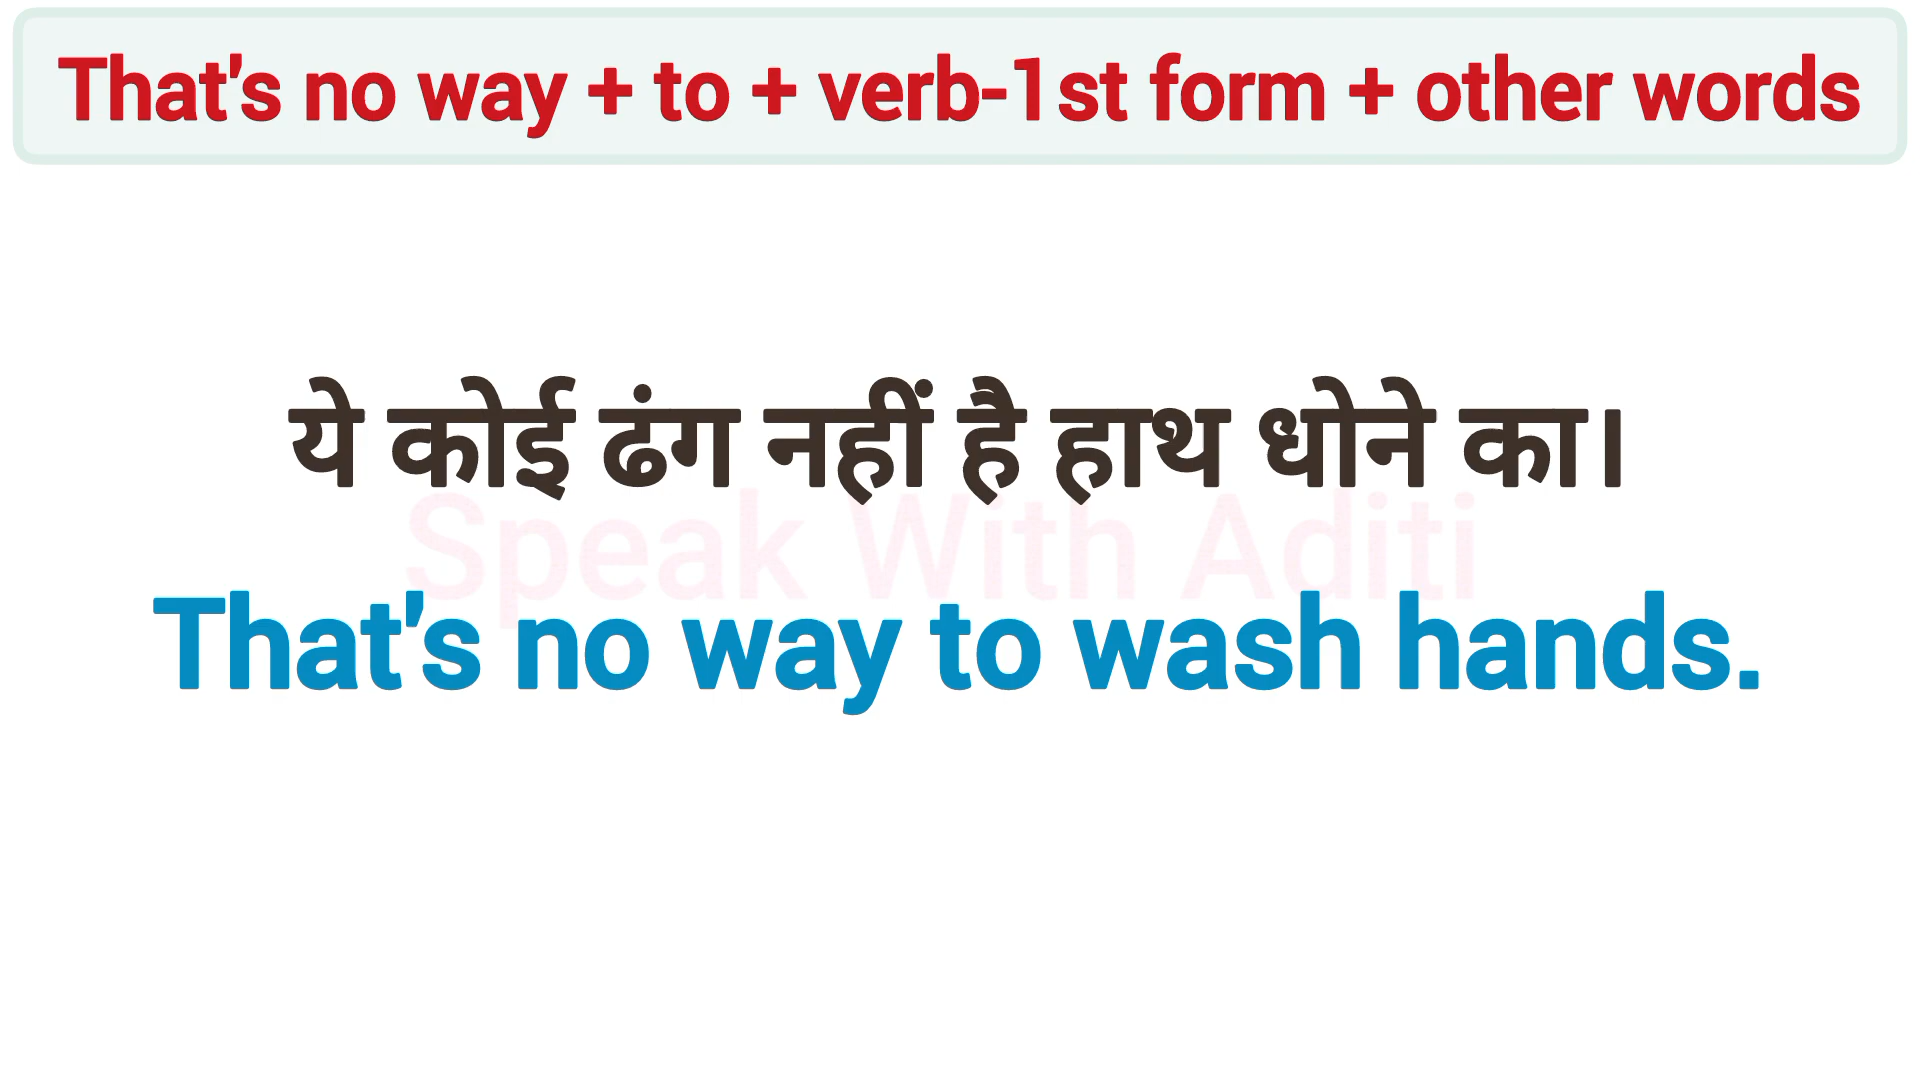 That's no way + to + verb-1st form + other words
ये कोई ढंग नहीं है हाथ धोने का।
Speak With Aditi
That's no way to wash hands.